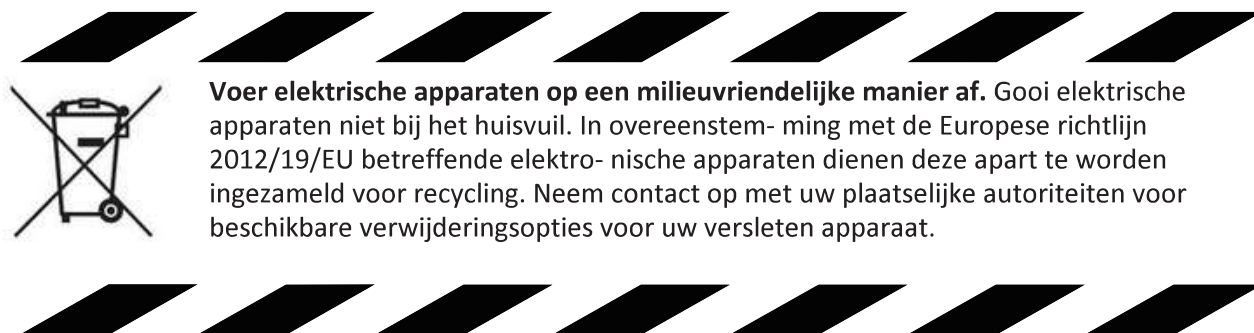 Voer elektrische apparaten op een milieuvriendelijke manier af. Gooi elektrische
apparaten niet bij het huisvuil. In overeenstem- ming met de Europese richtlijn
2012/19/EU betreffende elektro- nische apparaten dienen deze apart te worden
ingezameld voor recycling. Neem contact op met uw plaatselijke autoriteiten voor
beschikbare verwijderingsopties voor uw versleten apparaat.